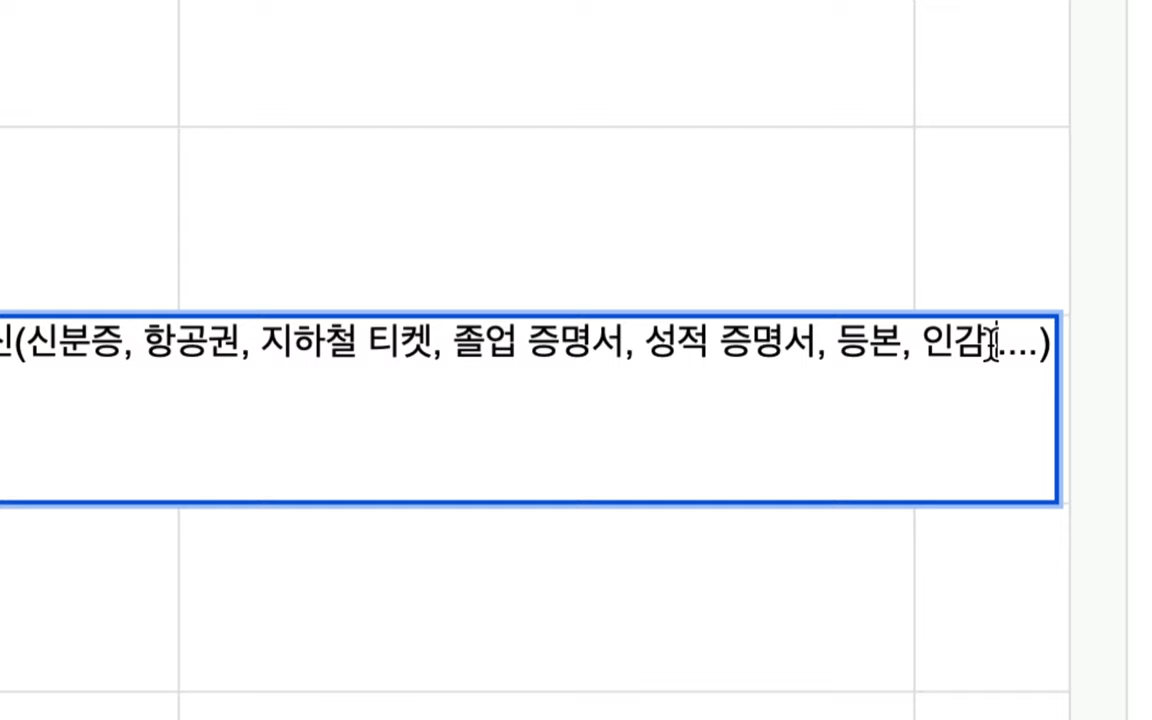 신(신분증, 항공권, 지하철 티켓, 졸업 증명서, 성적 증명서, 등본, 인감.....)